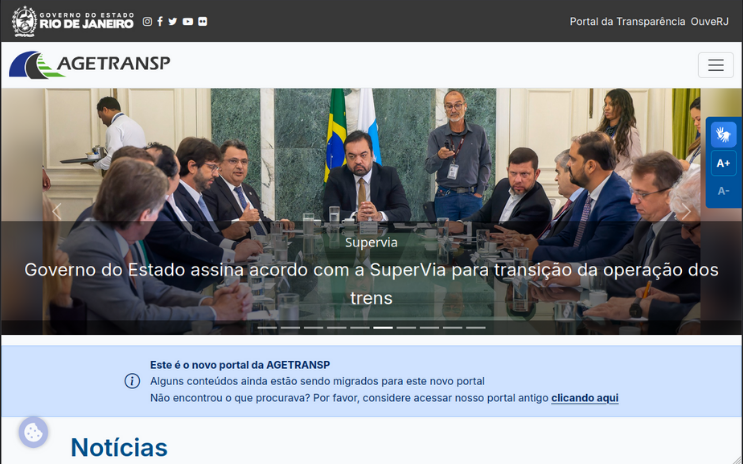 GOVERNO DO ESTADO
RIO DE JANEIRO
Portal da Transparência OuveRJ
AGETRANSP
A+
A-
Supervia
Governo do Estado assina acordo com a SuperVia para transição da operação dos
trens
Este é o novo portal da AGETRANSP
Alguns conteúdos ainda estão sendo migrados para este novo portal
Não encontrou o que procurava? Por favor, considere acessar nosso portal antigo clicando aqui
Notícias